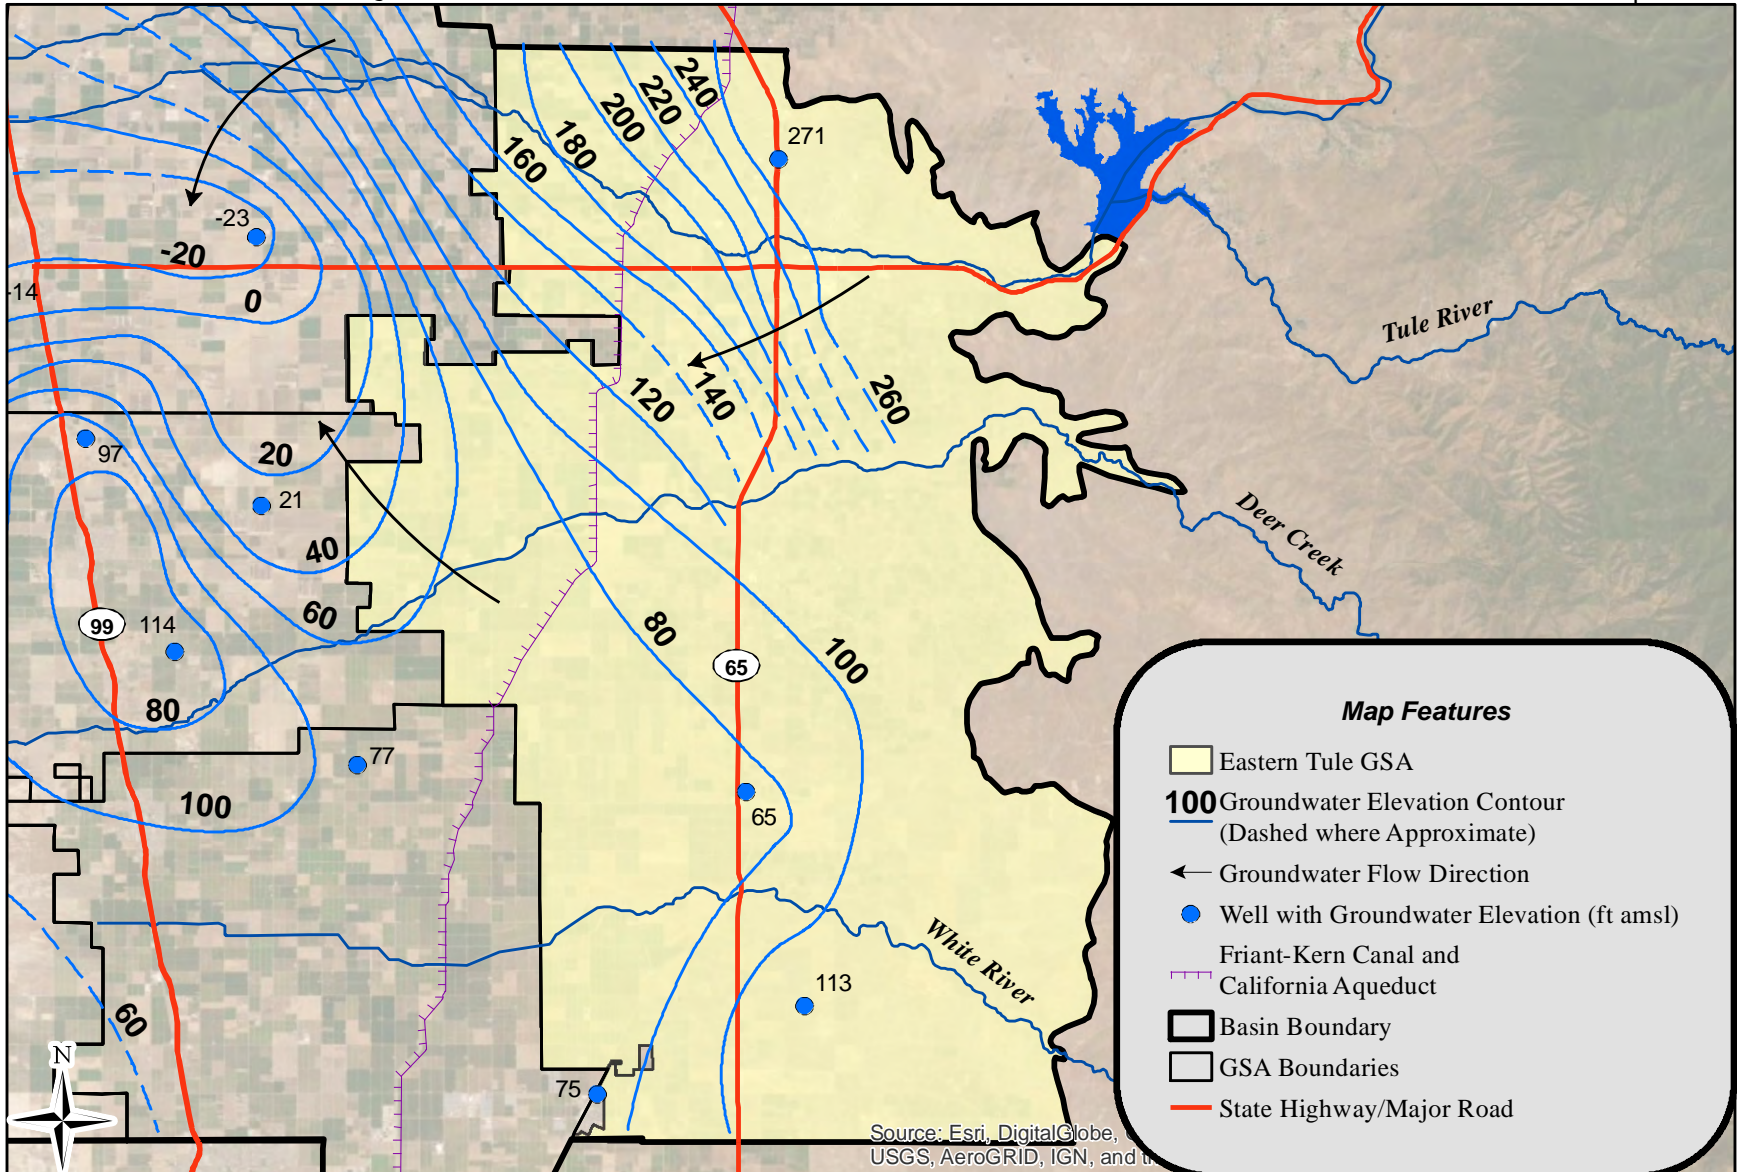 240
220
200
180
160
271
-23
-20
0
-14
Tule River
260
140
120
97
20
21
Deer Creek
40
60
99
114
80
100
65
80
77
100
65
White River
113
60
N
75
Map Features
Eastern Tule GSA
100 Groundwater Elevation Contour
(Dashed where Approximate)
Groundwater Flow Direction
Well with Groundwater Elevation (ft amsl)
Friant-Kern Canal and
California Aqueduct
Basin Boundary
GSA Boundaries
State Highway/Major Road
Source: Esri, DigitalGlobe,
USGS, AeroGRID, IGN, and